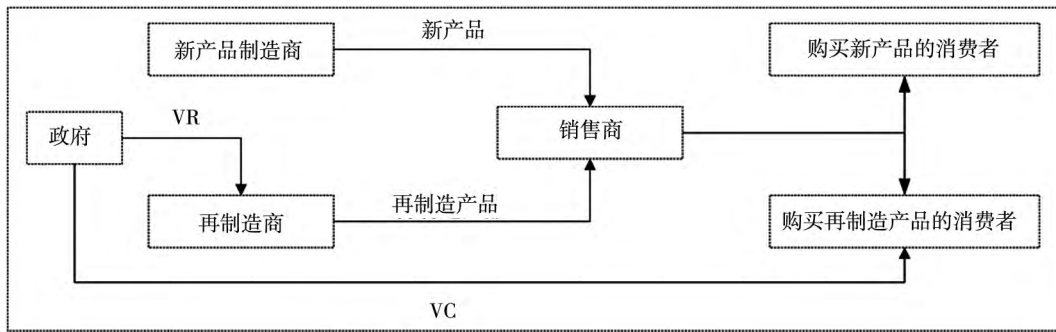 新产品制造商
新产品
购买新产品的消费者
政府
VR
销售商
再制造商
再制造产品
购买再制造产品的消费者
VC